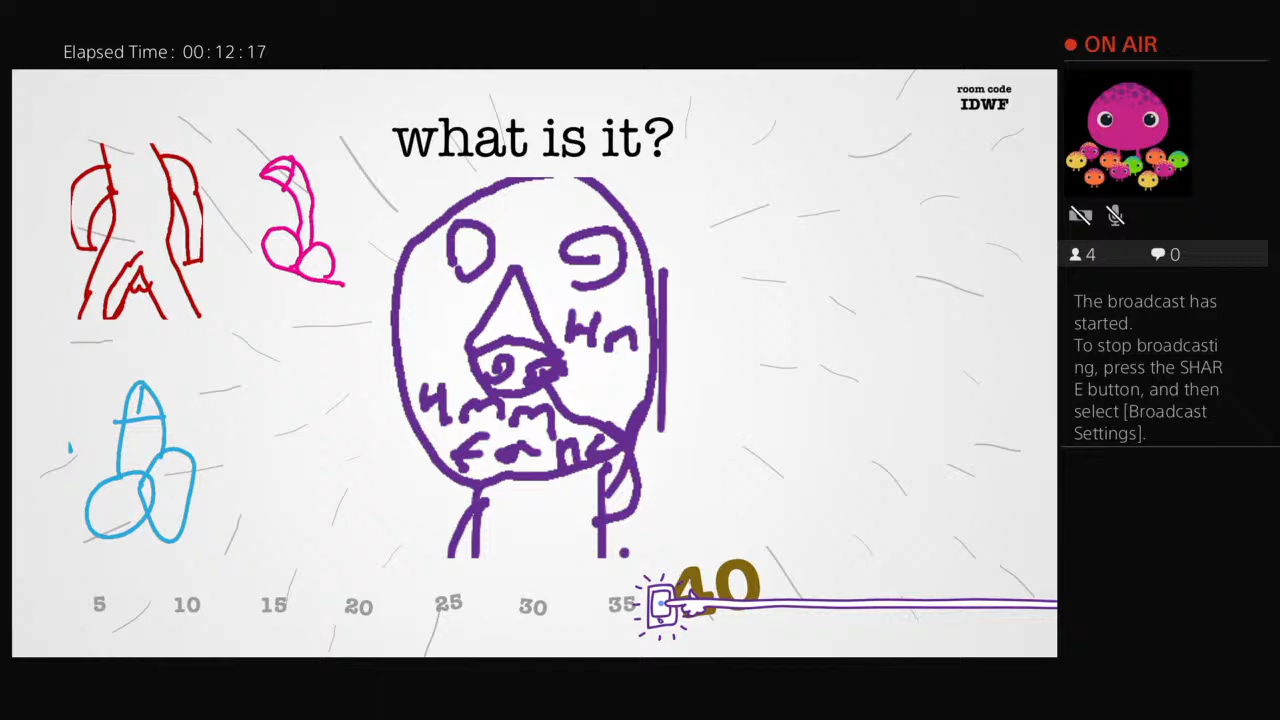 Elapsed Time: 00:12:17
ON AIR
room code
IDWF
what is it?
4
0
The broadcast has
started.
To stop broadcasti
ng, press the SHAR
E button, and then
select [Broadcast
Settings].
Hm
Hmm
5 10 15 20 25 30 35 40